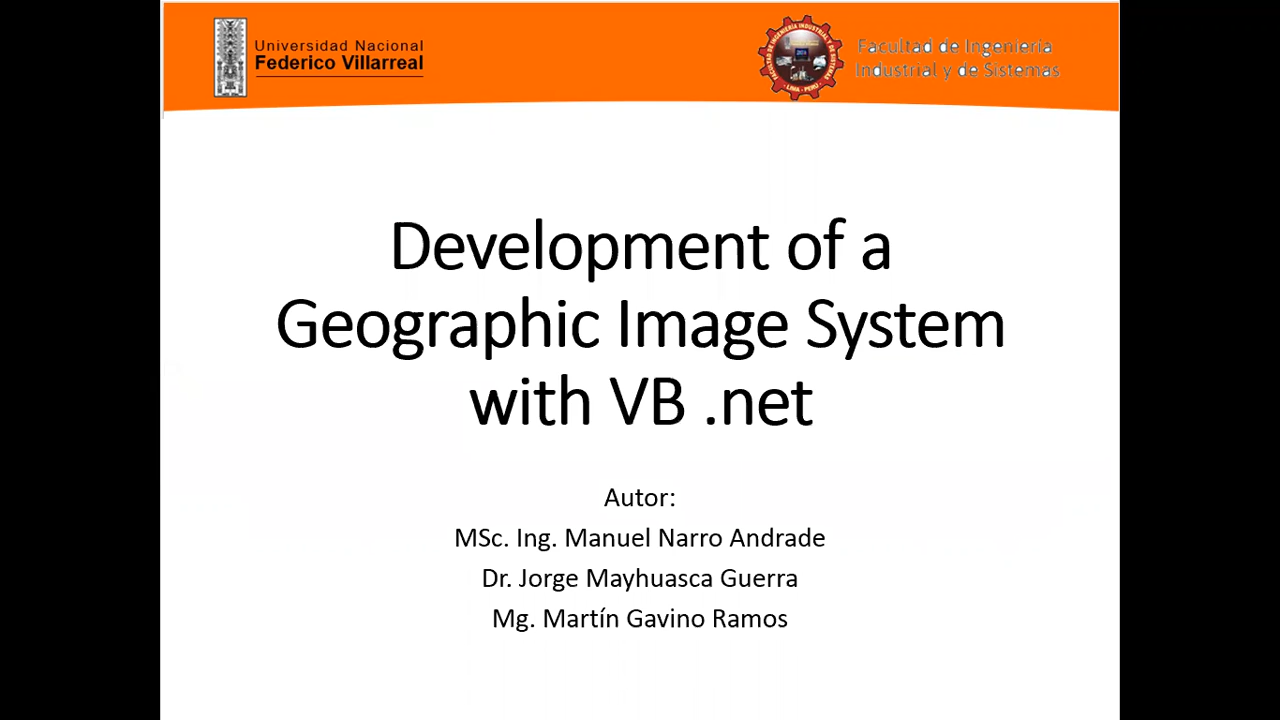 Universidad Nacional
Federico Villarreal
Facultad de Ingeniería
Industrial y de Sistemas
Development of a
Geographic Image System
with VB .net
Autor:
MSc. Ing. Manuel Narro Andrade
Dr. Jorge Mayhuasca Guerra
Mg. Martín Gavino Ramos